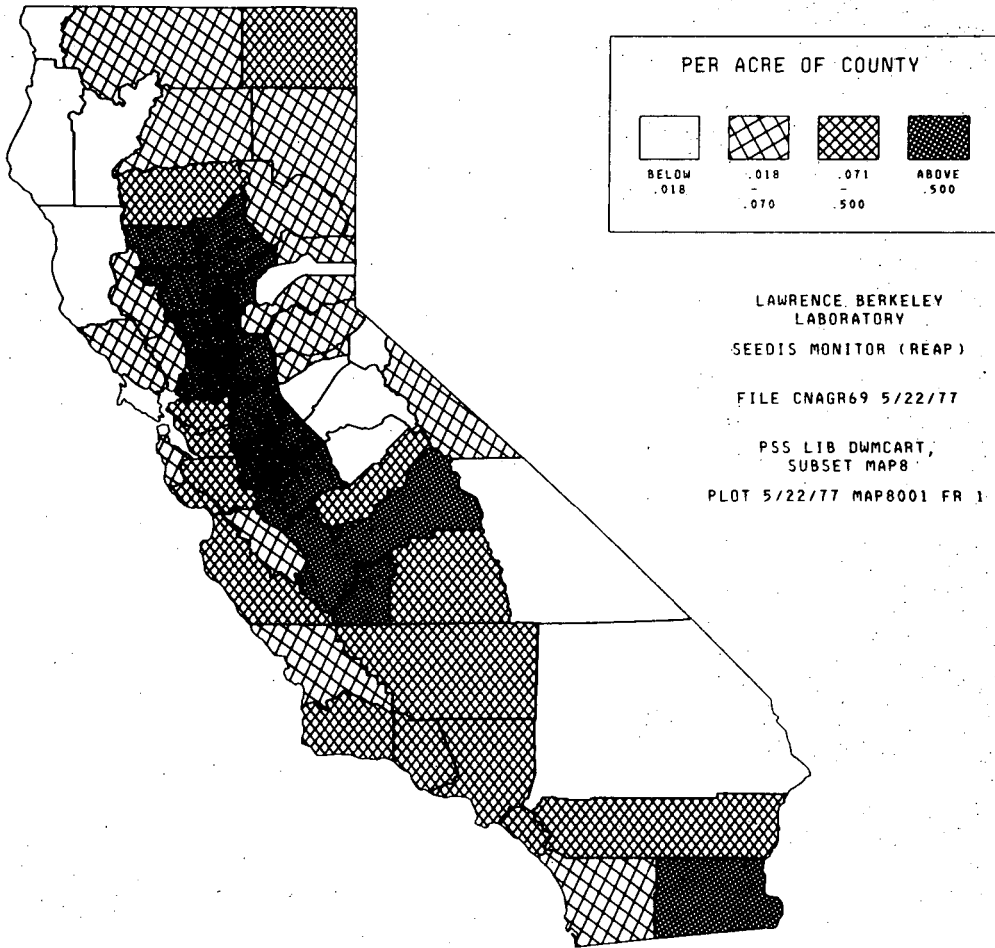 PER ACRE OF COUNTY
BELOW .018
.018 - .070
.071 - .500
ABOVE .500
LAWRENCE BERKELEY
LABORATORY
SEEDIS MONITOR (REAP)
FILE CNAGR69 5/22/77
PSS LIB DWMCART,
SUBSET MAP8
PLOT 5/22/77 MAP8001 FR 1